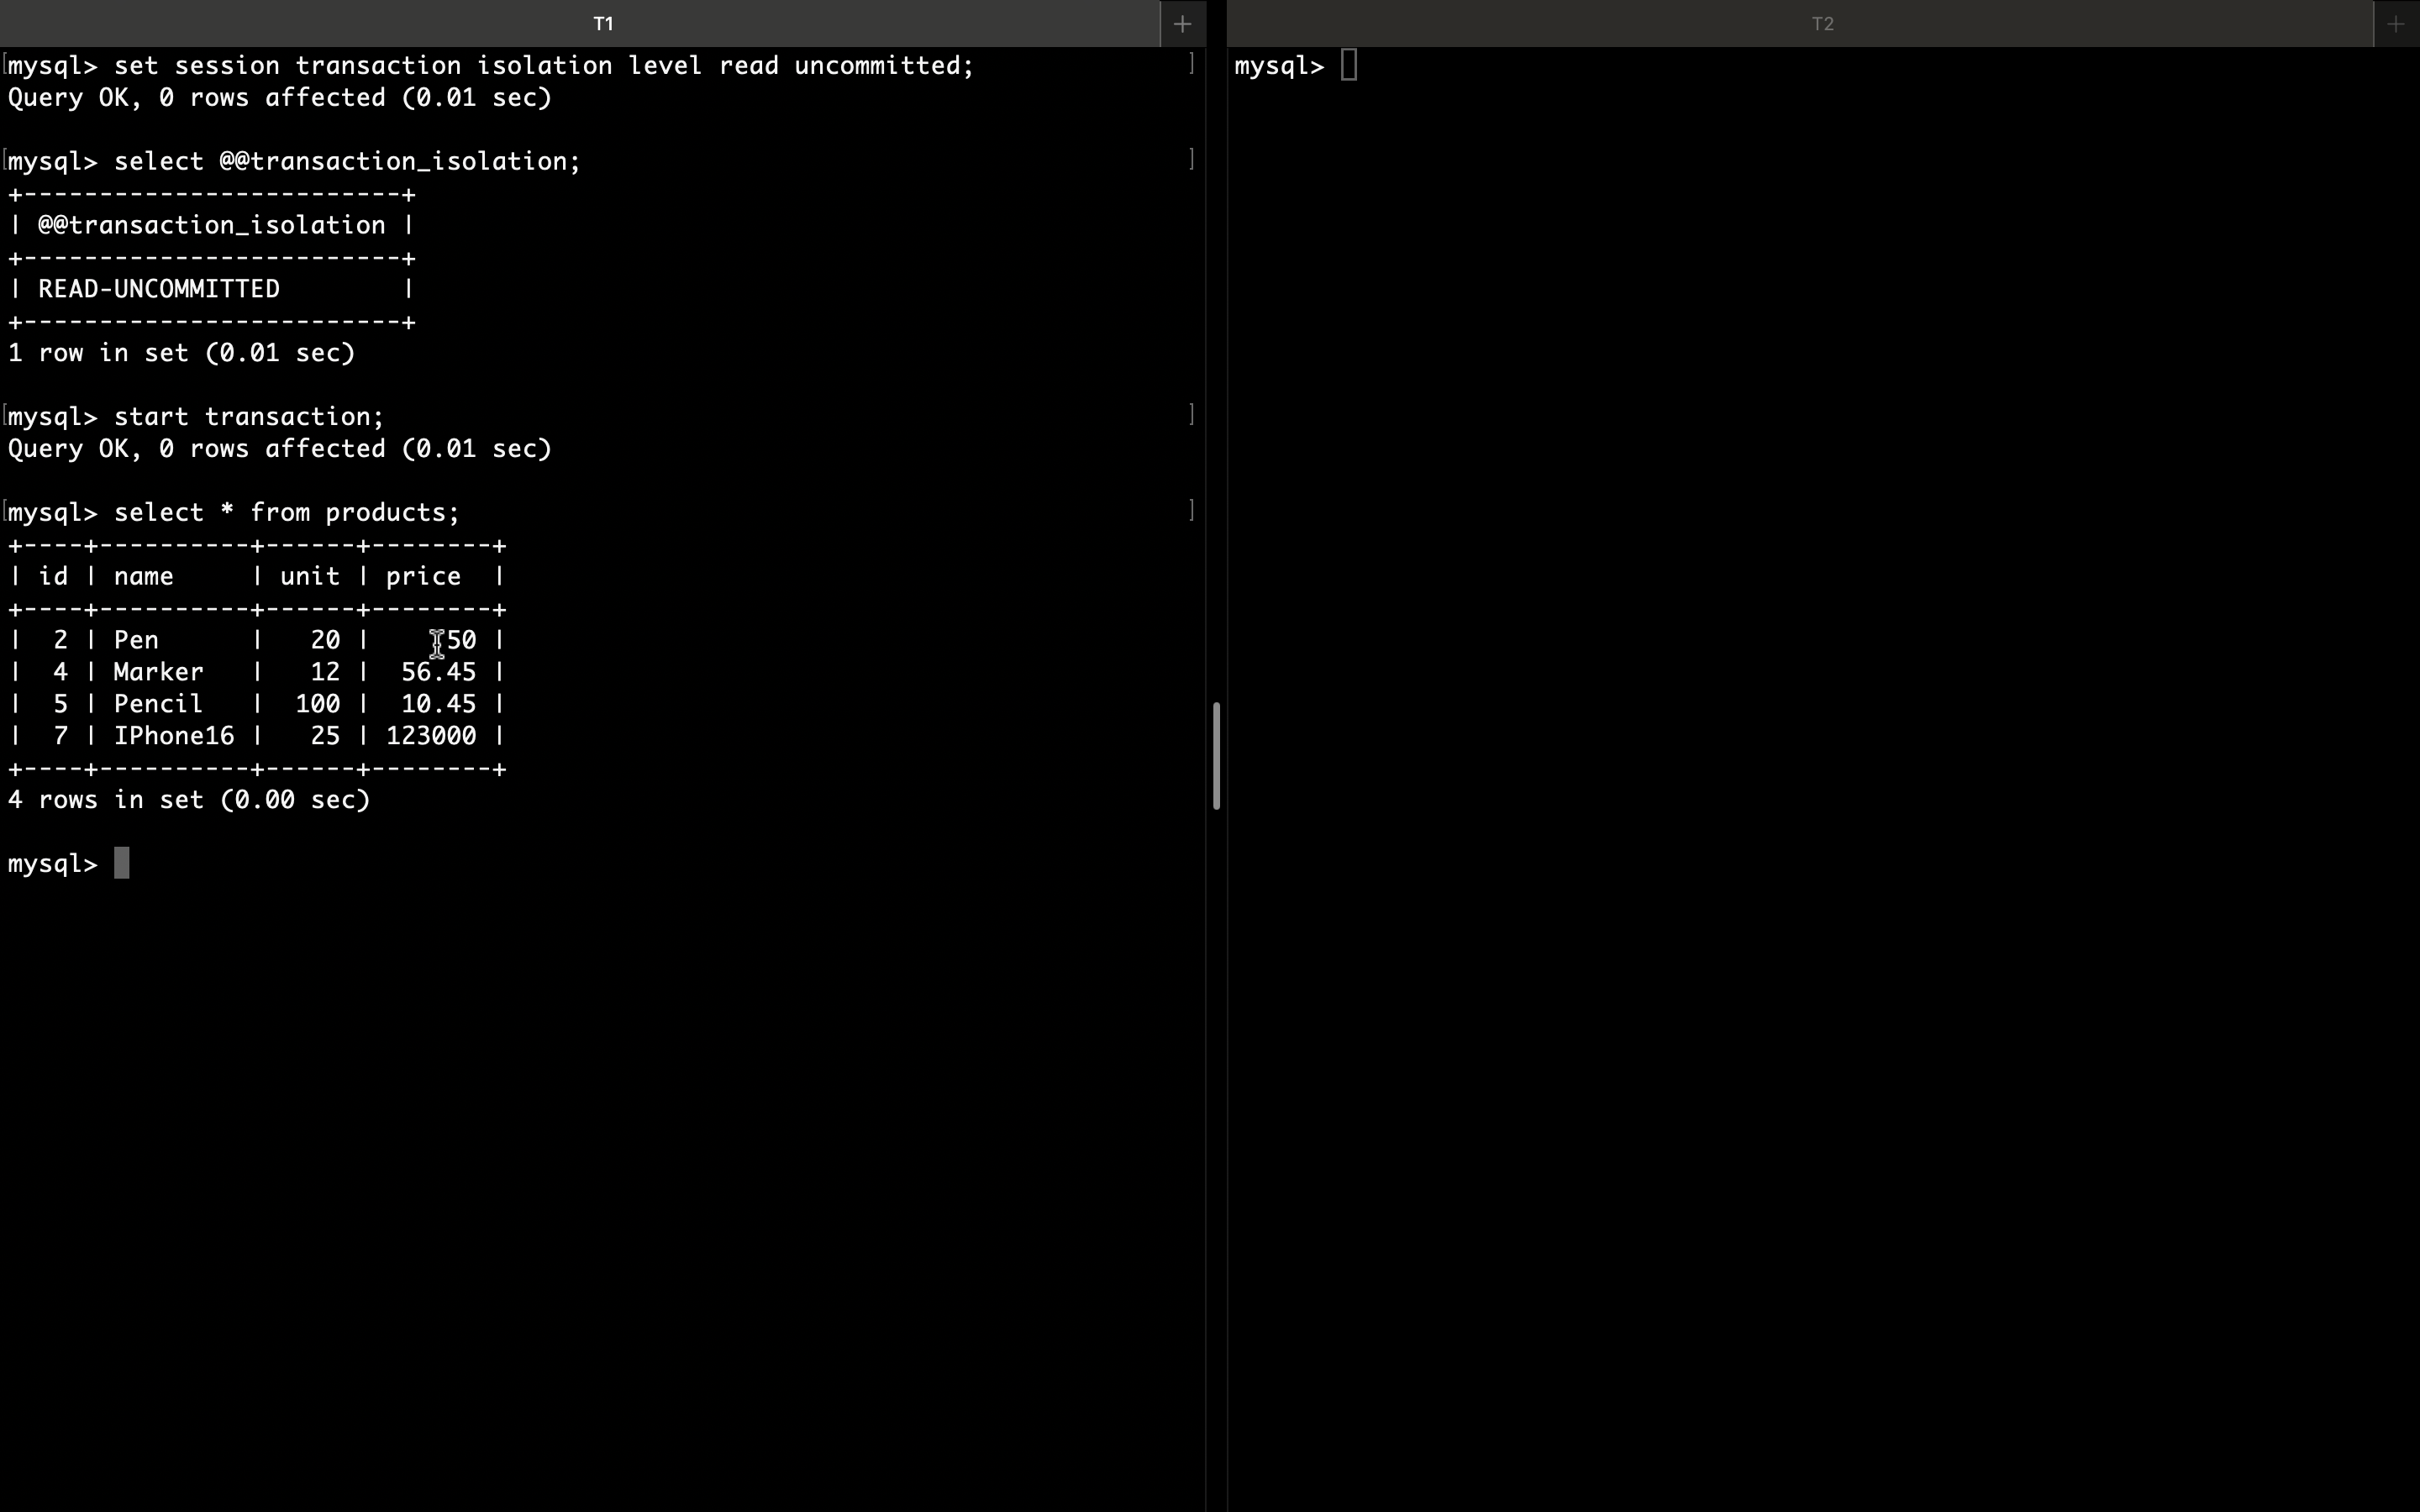 T1
mysql> set session transaction isolation level read uncommitted;
Query OK, 0 rows affected (0.01 sec)
mysql> select @@transaction_isolation;
+-------------------------+
| @@transaction_isolation |
+-------------------------+
| READ-UNCOMMITTED        |
+-------------------------+
1 row in set (0.01 sec)
mysql> start transaction;
Query OK, 0 rows affected (0.01 sec)
mysql> select * from products;
+----+----------+------+--------+
| id | name     | unit | price  |
+----+----------+------+--------+
|  2 | Pen      |   20 |     50 |
|  4 | Marker   |   12 |  56.45 |
|  5 | Pencil   |  100 |  10.45 |
|  7 | IPhone16 |   25 | 123000 |
+----+----------+------+--------+
4 rows in set (0.00 sec)
mysql>
T2
mysql>